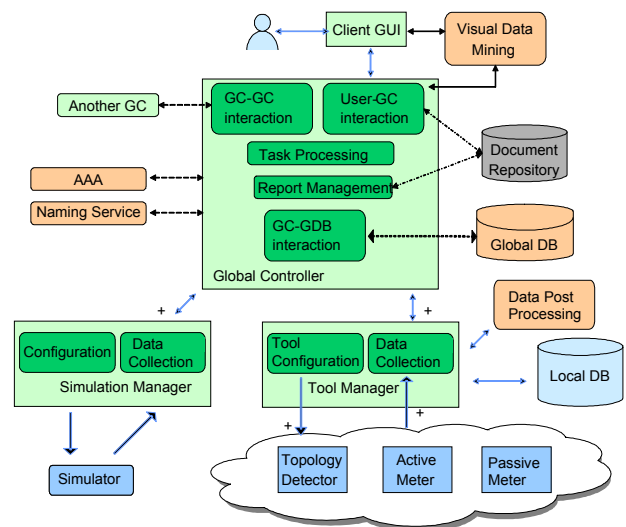 Client GUI
Visual Data
Mining
Another GC
GC-GC
interaction
User-GC
interaction
Task Processing
Document
Repository
AAA
Report Management
Naming Service
GC-GDB
interaction
Global DB
Global Controller
+
+
Data Post
Processing
Configuration
Data
Collection
Simulation Manager
Tool
Configuration
Data
Collection
Tool Manager
Local DB
+
+
Simulator
Topology
Detector
Active
Meter
Passive
Meter